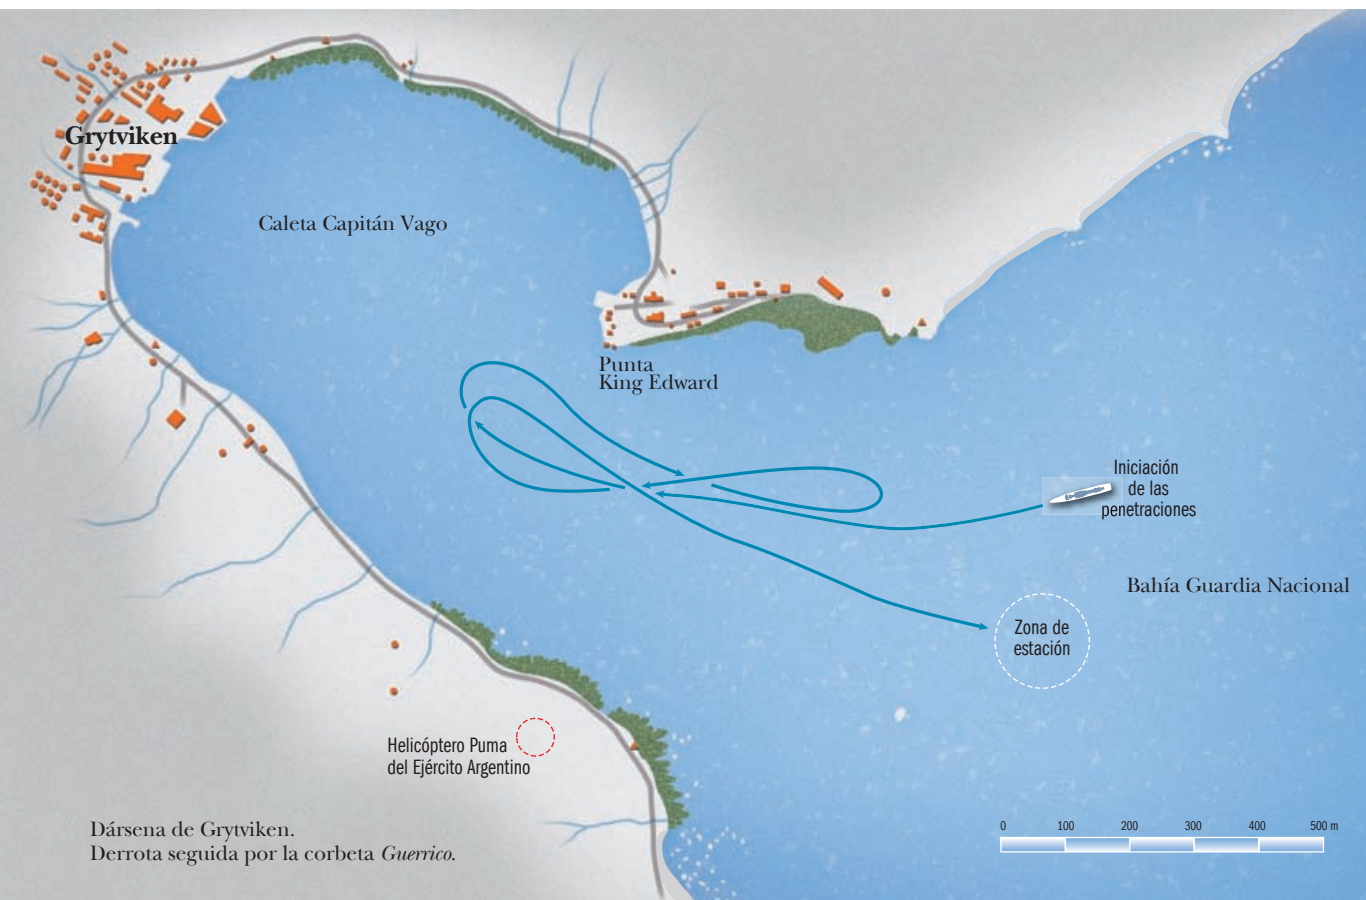 Grytviken
Caleta Capitán Vago
Punta
King Edward
Iniciación
de las
penetraciones
Bahía Guardia Nacional
Zona de
estación
Helicóptero Puma
del Ejército Argentino
Dársena de Grytviken.
Derrota seguida por la corbeta Guerrico.
0 100 200 300 400 500 m